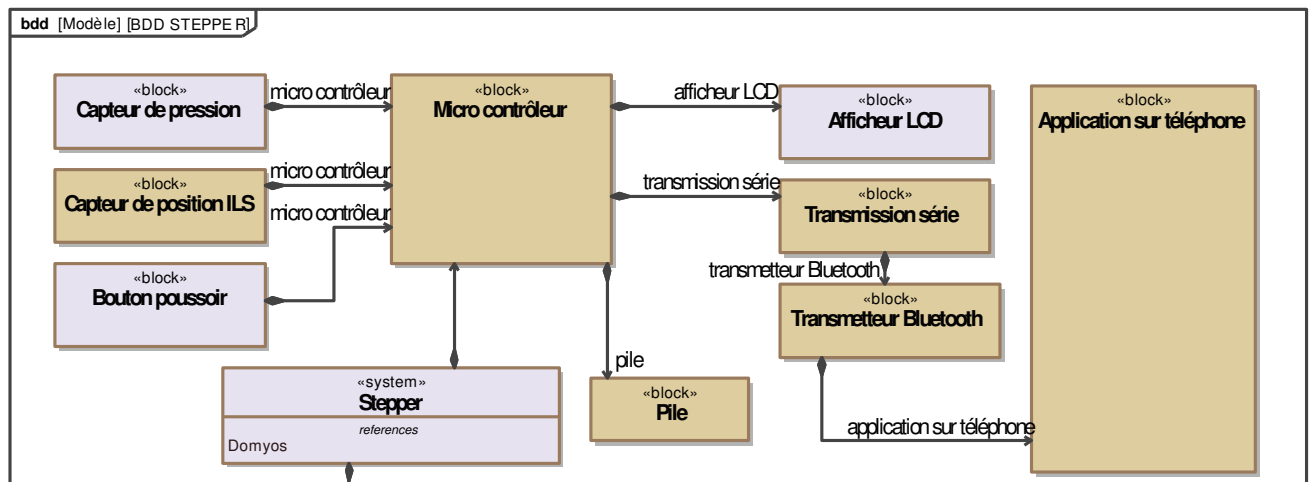 bdd [Modèle] [BDD STEPPER]
«block»
Capteur de pression
micro contrôleur
«block»
Micro contrôleur
afficheur LCD
«block»
Afficheur LCD
«block»
Application sur téléphone
«block»
Capteur de position ILS
micro contrôleur
transmission série
«block»
Transmission série
micro contrôleur
«block»
Bouton poussoir
transmetteur Bluetooth
«block»
Transmetteur Bluetooth
pile
«system»
Stepper
references
Domyos
«block»
Pile
application sur téléphone